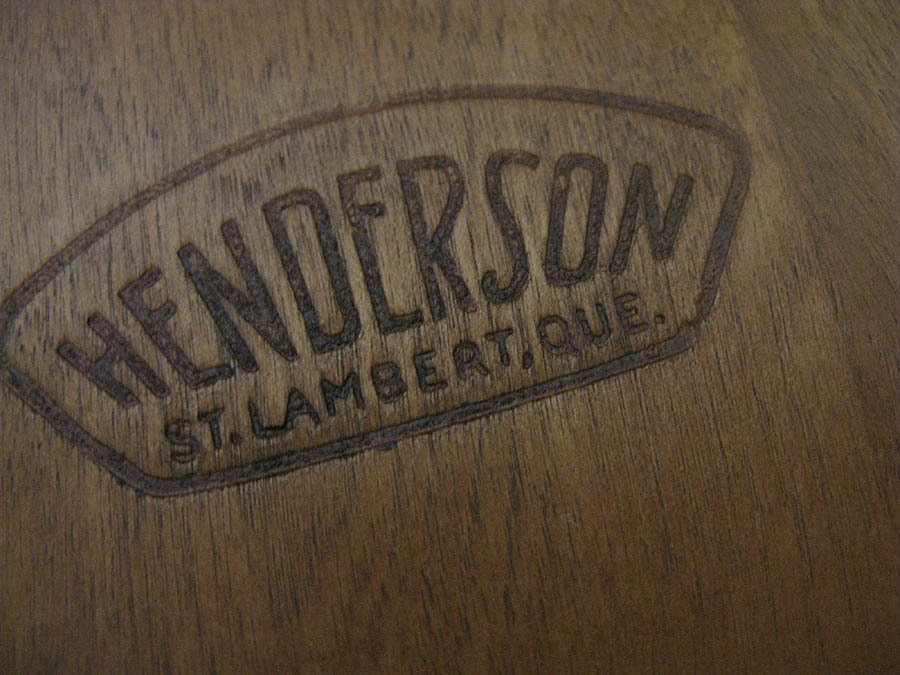 HENDERSON
ST. LAMBERT, QUE.